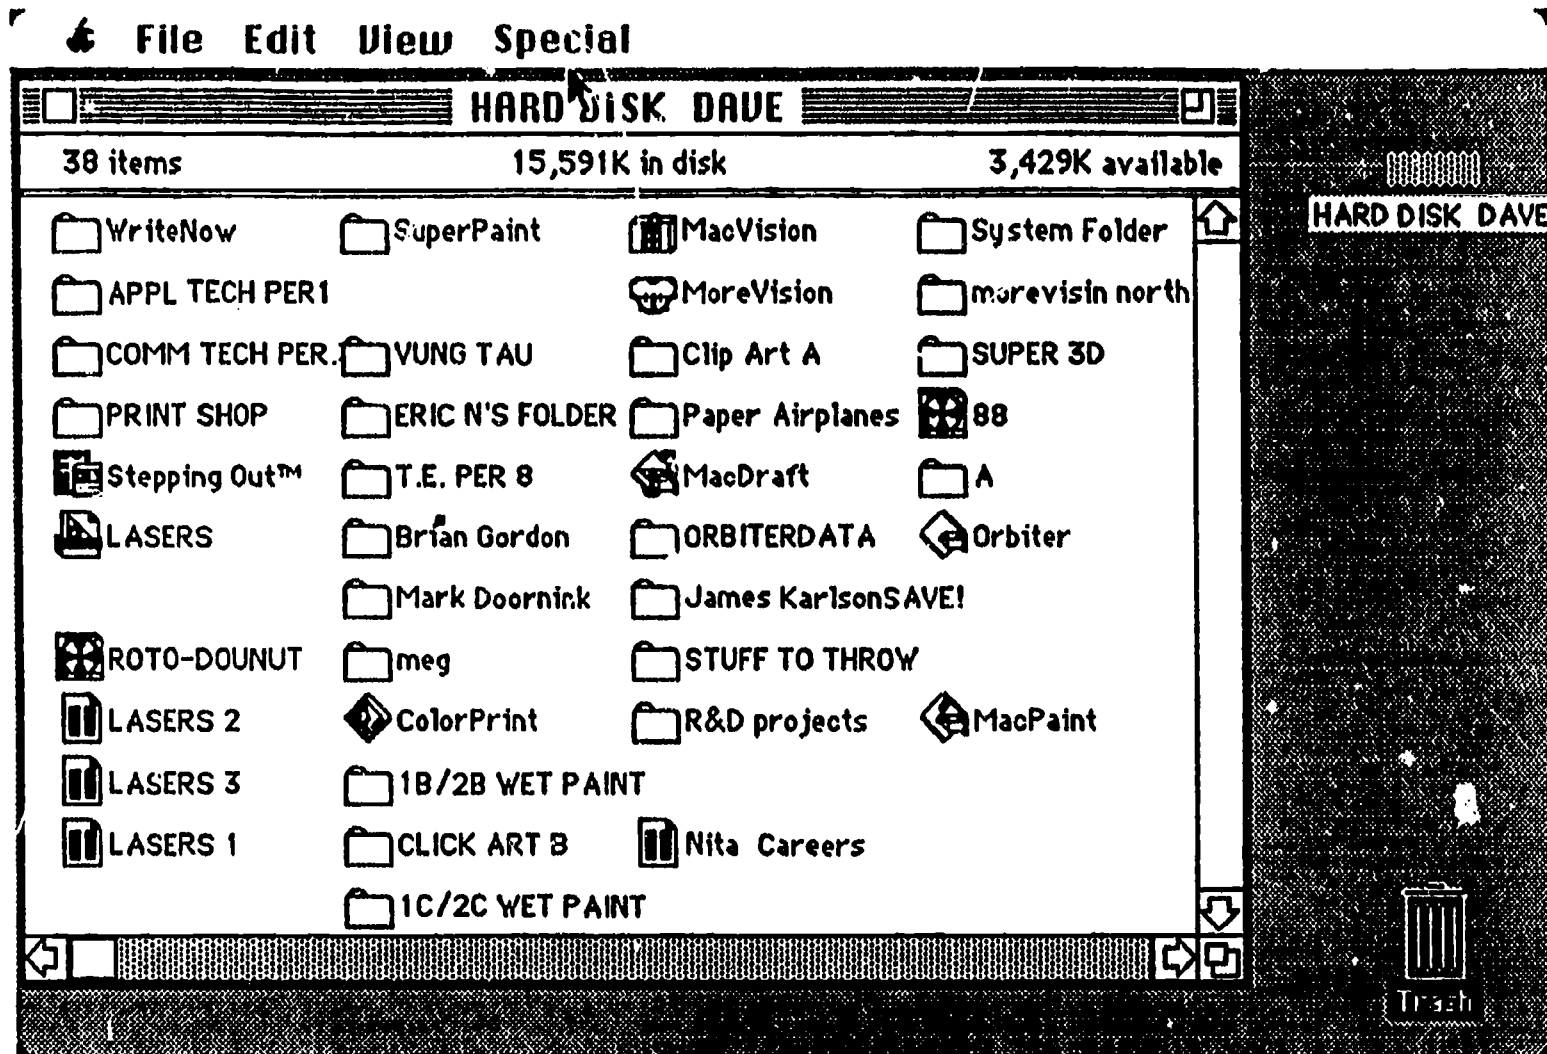 File Edit View Special
HARD DISK DAVE
38 items 15,591K in disk 3,429K available
HARD DISK DAVE
WriteNow SuperPaint MacVision System Folder
APPL TECH PER1 MoreVision morevisin north
COMM TECH PER. VUNG TAU Clip Art A SUPER 3D
PRINT SHOP ERIC N'S FOLDER Paper Airplanes 88
Stepping Out™ T.E. PER 8 MacDraft A
LASERS Brian Gordon ORBITERDATA Orbiter
Mark Doornink James KarlsonSAVE!
ROTO-DOUNUT meg STUFF TO THROW
LASERS 2 ColorPrint R&D projects MacPaint
LASERS 3 1B/2B WET PAINT
LASERS 1 CLICK ART B Nita Careers
1C/2C WET PAINT
Trash